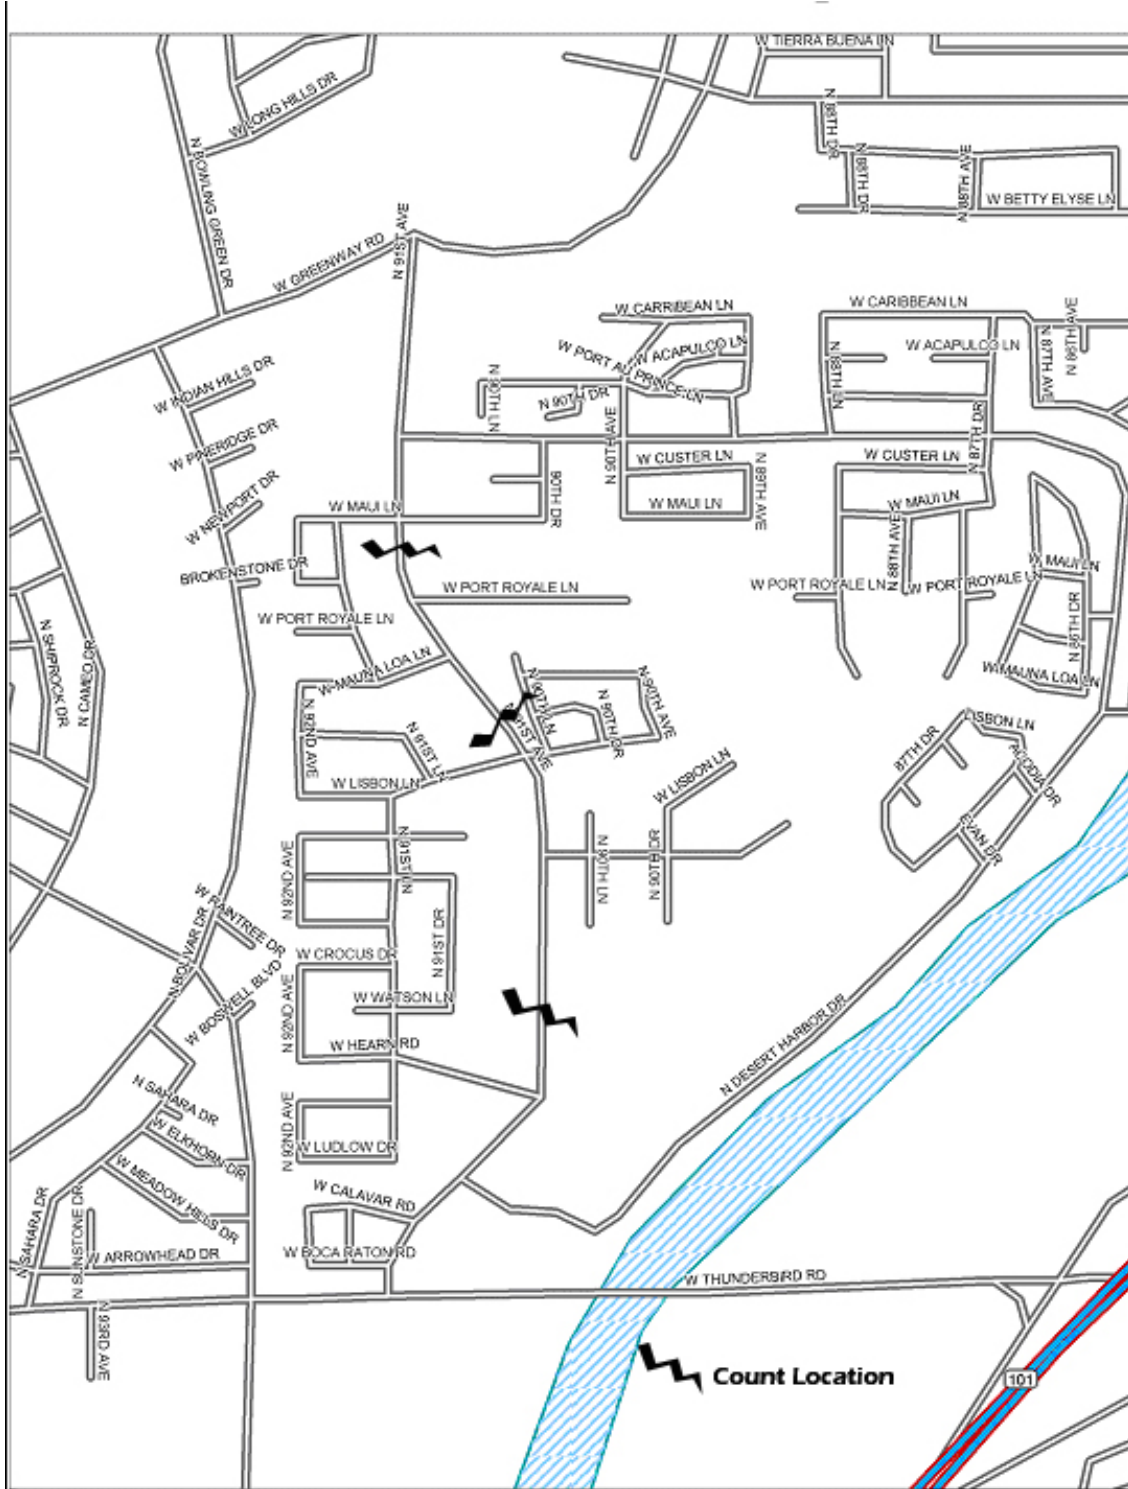 W TIERRA BUENA LN
W LONG HILLS DR
N 88TH DR
N BOWLING GREEN DR
N 88TH DR
N 88TH AVE
W BETTY ELYSE LN
N 91ST AVE
W GREENWAY RD
W CARRIBEAN LN
W CARIBBEAN LN
N 86TH AVE
N 87TH AVE
W ACAPULCO LN
W ACAPULCO LN
W PORT AU PRINCE LN
N 88TH LN
W INDIAN HILLS DR
N 90TH LN
N 90TH DR
N 90TH AVE
N 87TH DR
W PINERIDGE DR
W CUSTER LN
N 89TH AVE
W CUSTER LN
W NEWPORT DR
W MAUI LN
90TH DR
W MAUI LN
W MAUI LN
N 88TH AVE
BROKENSTONE DR
W MAUI LN
W PORT ROYALE LN
W PORT ROYALE LN
W PORT ROYALE LN
W PORT ROYALE LN
N 86TH DR
N SHIPROCK DR
N CAMEO DR
W MAUNA LOA LN
W MAUNA LOA LN
N 92ND AVE
N 91ST LN
N 91ST AVE
N 90TH LN
N 90TH DR
N 90TH AVE
LISBON LN
87TH DR
W LISBON LN
W LISBON LN
EVAN DR
N 92ND AVE
N 91ST LN
N 90TH LN
N 90TH DR
W RAINTREE DR
N BOLIVAR DR
N 91ST DR
W CROCUS DR
W BOSWELL BLVD
N 92ND AVE
W WATSON LN
W HEARN RD
N DESERT HARBOR DR
N SAHARA DR
W ELKHORN DR
N 92ND AVE
W LUDLOW DR
W MEADOW HILLS DR
W CALAVAR RD
N SAHARA DR
N SUNSTONE DR
W ARROWHEAD DR
W BOCA RATON RD
W THUNDERBIRD RD
N 93RD AVE
101
Count Location